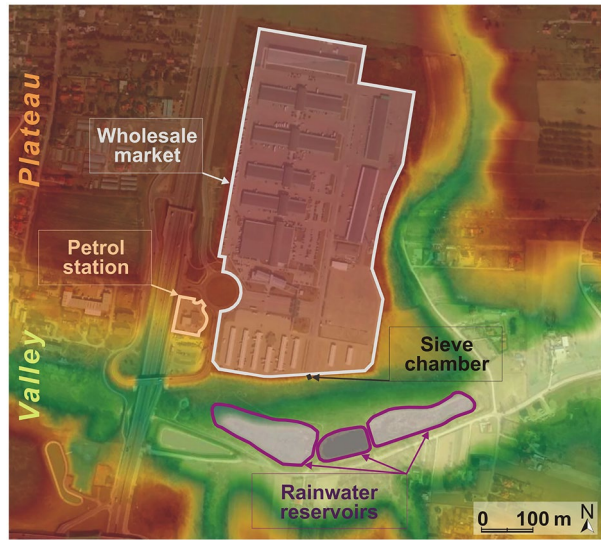 Plateau
Wholesale
market
Petrol
station
Valley
Sieve
chamber
Rainwater
reservoirs
0 100 m
N